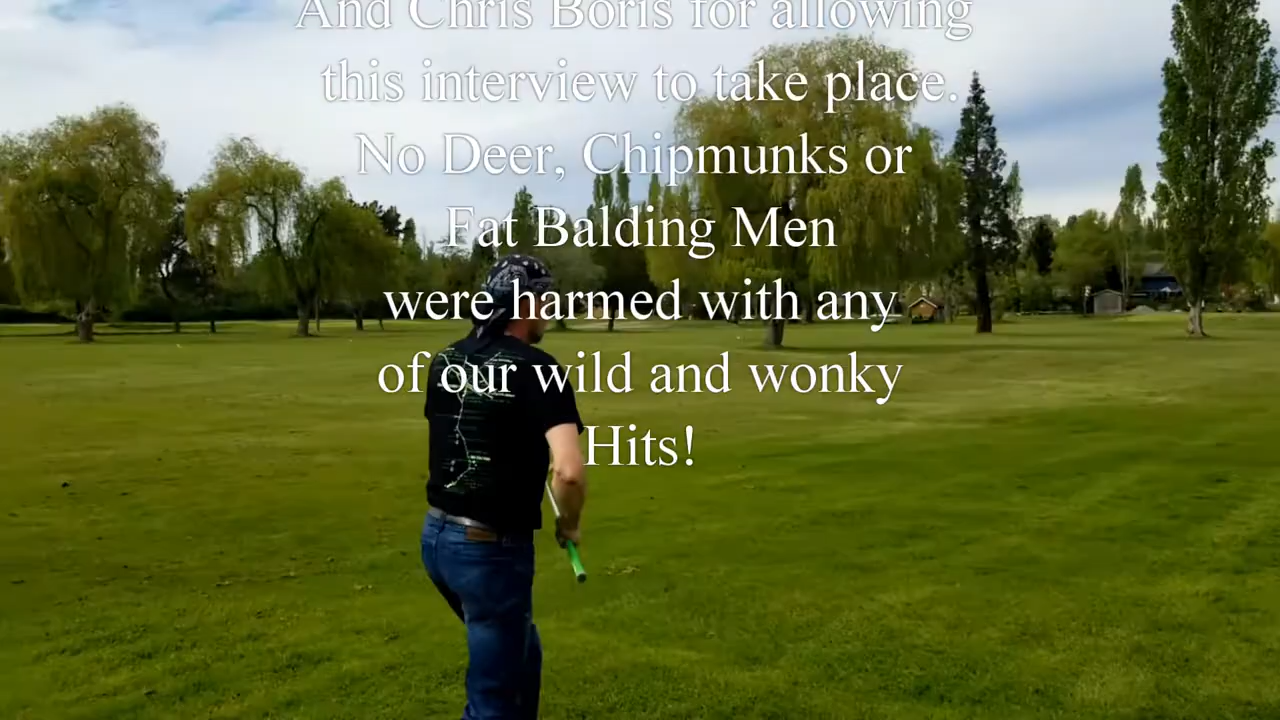 And Chris Boris for allowing
this interview to take place.
No Deer, Chipmunks or
Fat Balding Men
were harmed with any
of our wild and wonky
Hits!